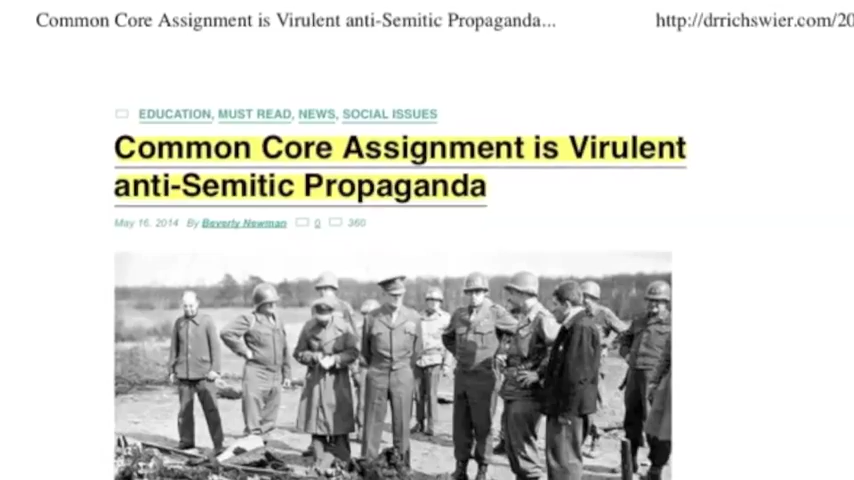 Common Core Assignment is Virulent anti-Semitic Propaganda...
http://drrichswier.com/20
EDUCATION, MUST READ, NEWS, SOCIAL ISSUES
Common Core Assignment is Virulent
anti-Semitic Propaganda
May 16, 2014 By Beverly Newman 0 360